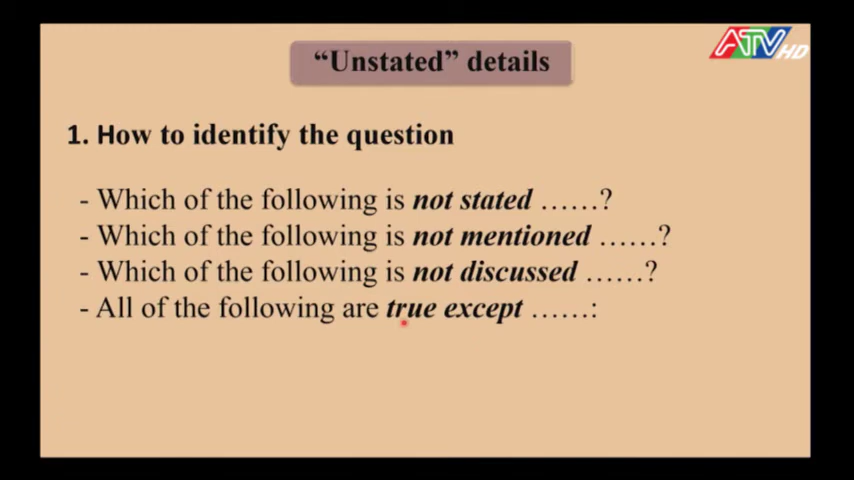 ATV HD
“Unstated” details
1. How to identify the question
- Which of the following is not stated ……?
- Which of the following is not mentioned ……?
- Which of the following is not discussed ……?
- All of the following are true except ……: